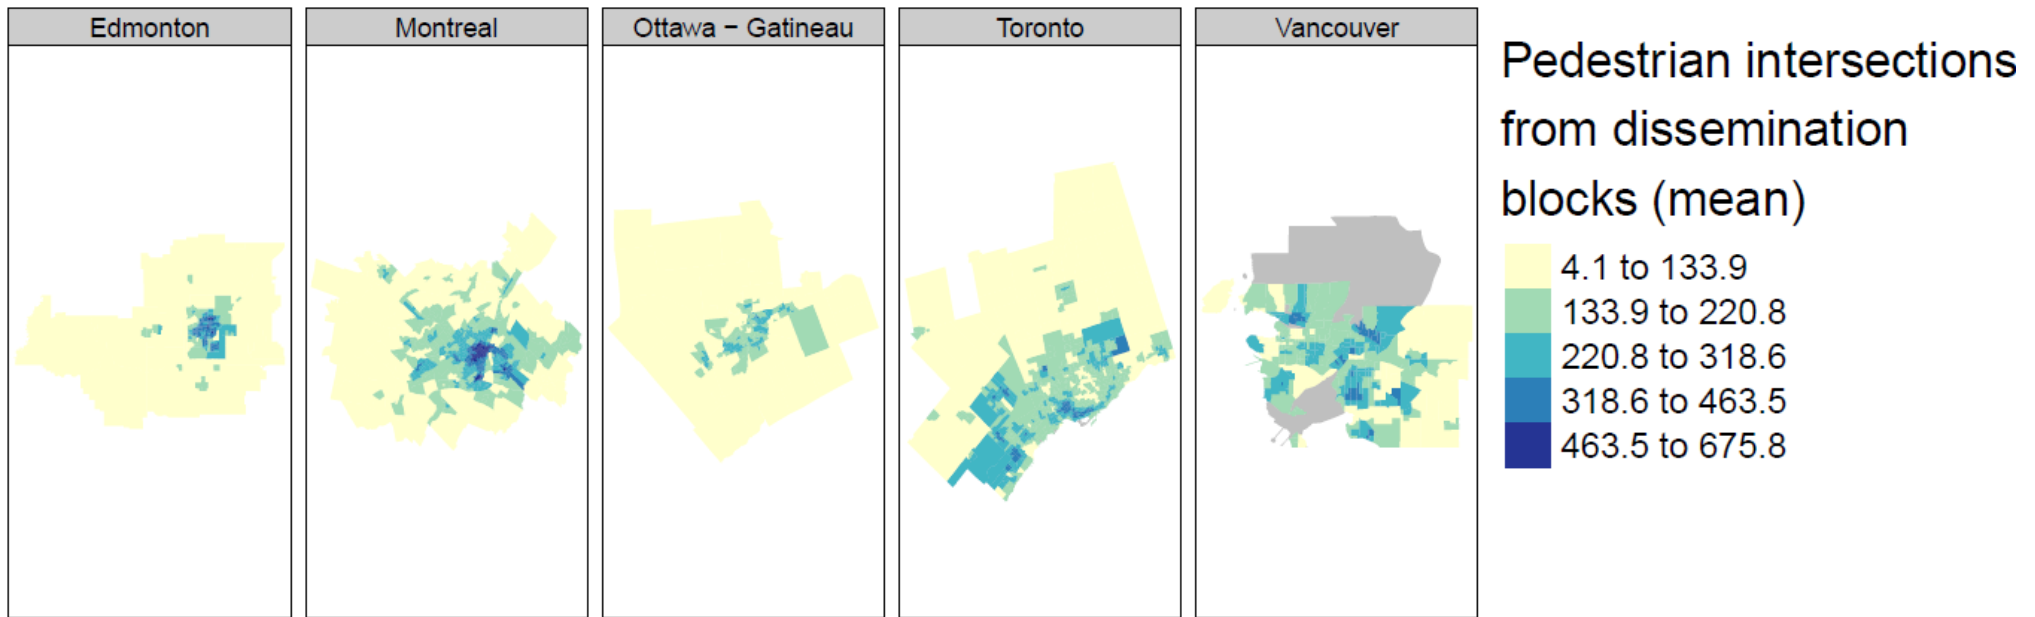 Edmonton
Montreal
Ottawa − Gatineau
Toronto
Vancouver
Pedestrian intersections
from dissemination
blocks (mean)
4.1 to 133.9
133.9 to 220.8
220.8 to 318.6
318.6 to 463.5
463.5 to 675.8